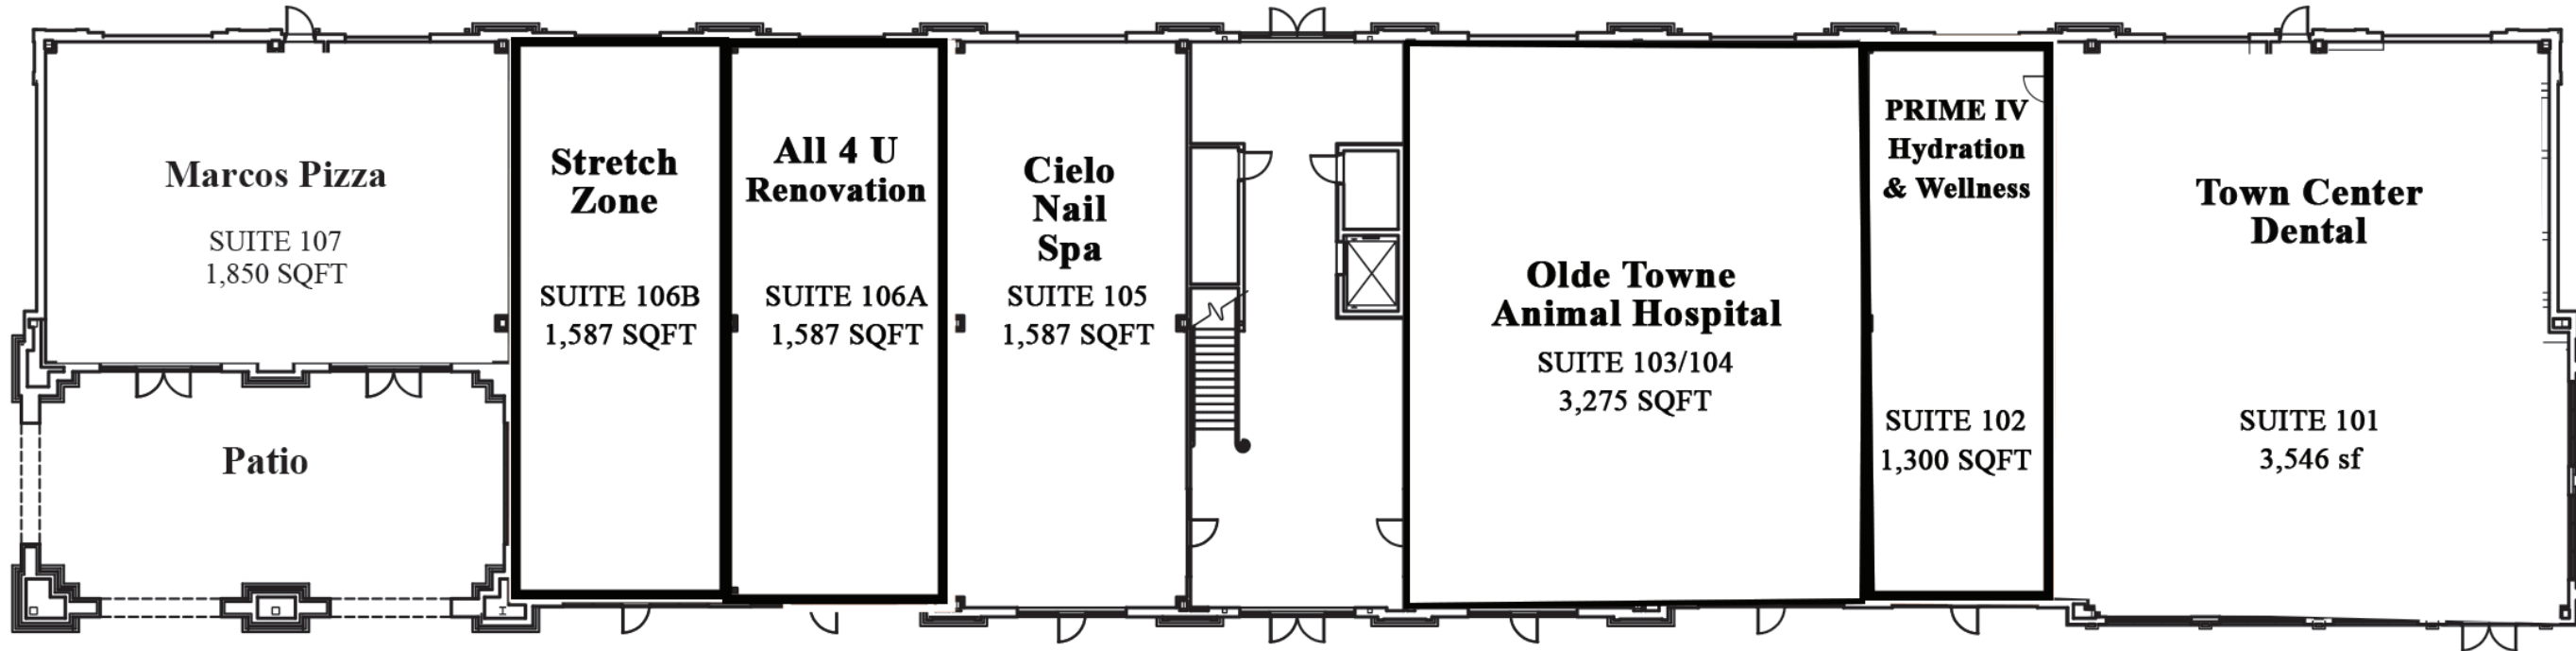 Marcos Pizza
SUITE 107
1,850 SQFT
Patio
Stretch
Zone
SUITE 106B
1,587 SQFT
All 4 U
Renovation
SUITE 106A
1,587 SQFT
Cielo
Nail
Spa
SUITE 105
1,587 SQFT
Olde Towne
Animal Hospital
SUITE 103/104
3,275 SQFT
PRIME IV
Hydration
& Wellness
SUITE 102
1,300 SQFT
Town Center
Dental
SUITE 101
3,546 sf